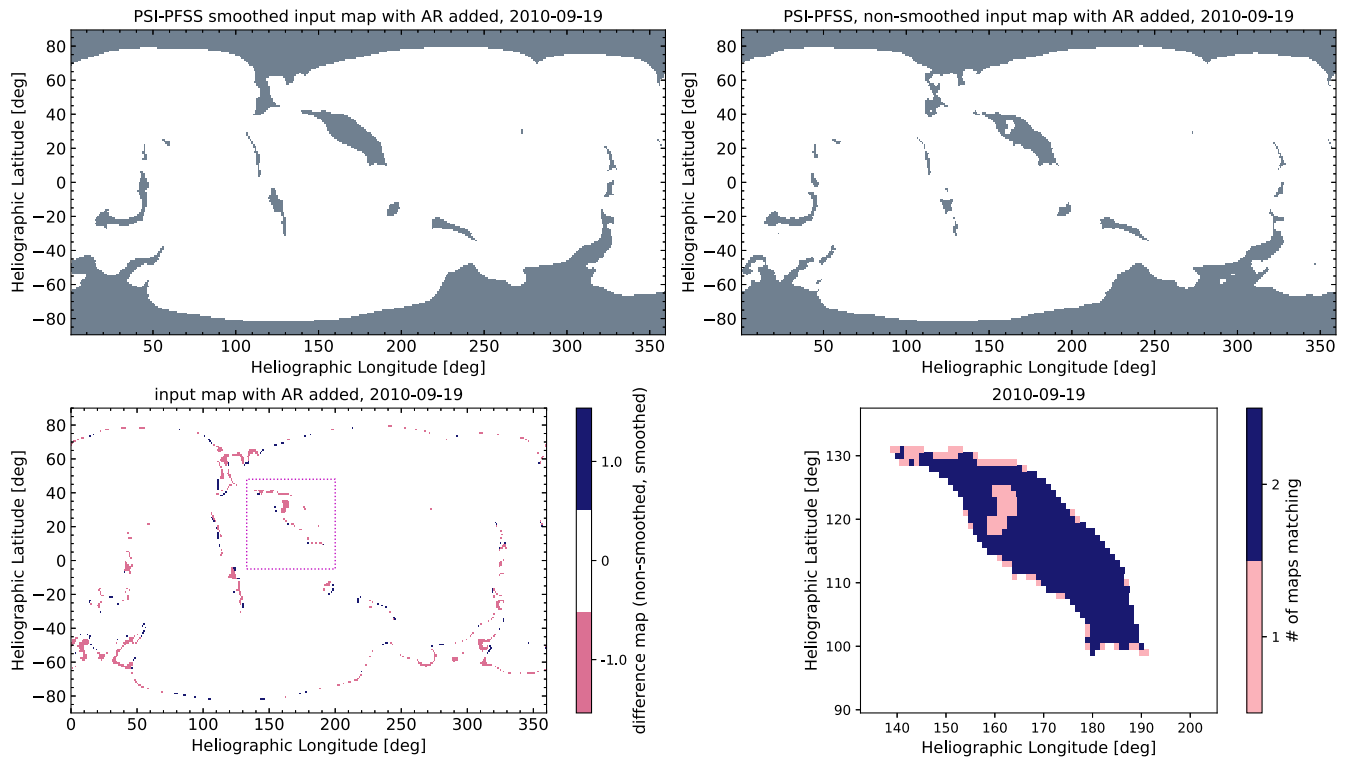 PSI-PFSS smoothed input map with AR added, 2010-09-19
Heliographic Latitude [deg]
80
60
40
20
0
−20
−40
−60
−80
50 100 150 200 250 300 350
Heliographic Longitude [deg]
PSI-PFSS, non-smoothed input map with AR added, 2010-09-19
Heliographic Latitude [deg]
80
60
40
20
0
−20
−40
−60
−80
50 100 150 200 250 300 350
Heliographic Longitude [deg]
input map with AR added, 2010-09-19
Heliographic Latitude [deg]
80
60
40
20
0
−20
−40
−60
−80
0 50 100 150 200 250 300 350
Heliographic Longitude [deg]
1.0
0
-1.0
difference map (non-smoothed, smoothed)
2010-09-19
Heliographic Latitude [deg]
130
120
110
100
90
140 150 160 170 180 190 200
Heliographic Longitude [deg]
2
1
# of maps matching